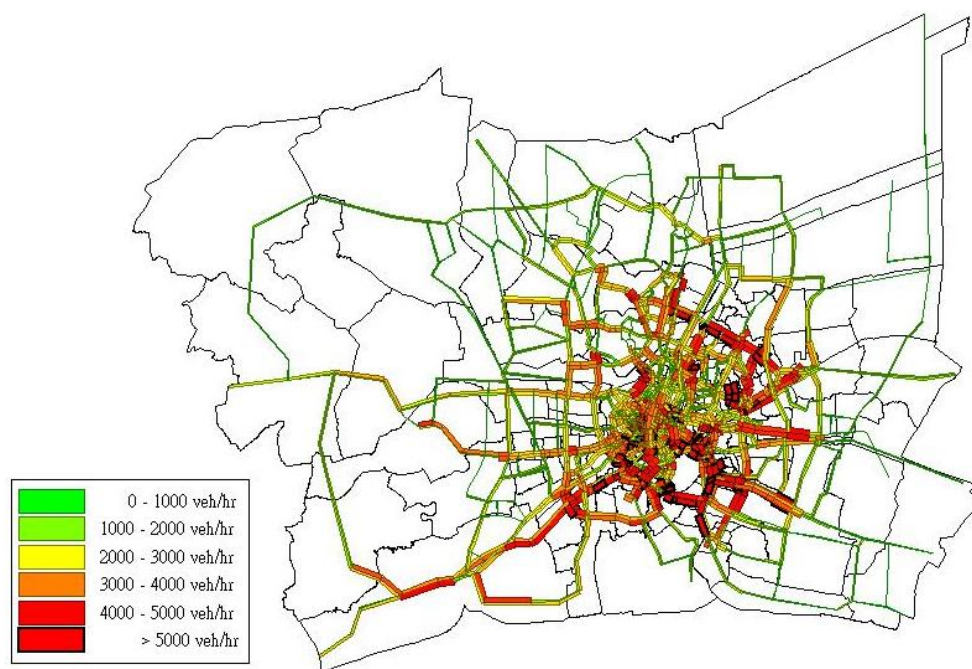 0 - 1000 veh/hr
1000 - 2000 veh/hr
2000 - 3000 veh/hr
3000 - 4000 veh/hr
4000 - 5000 veh/hr
> 5000 veh/hr